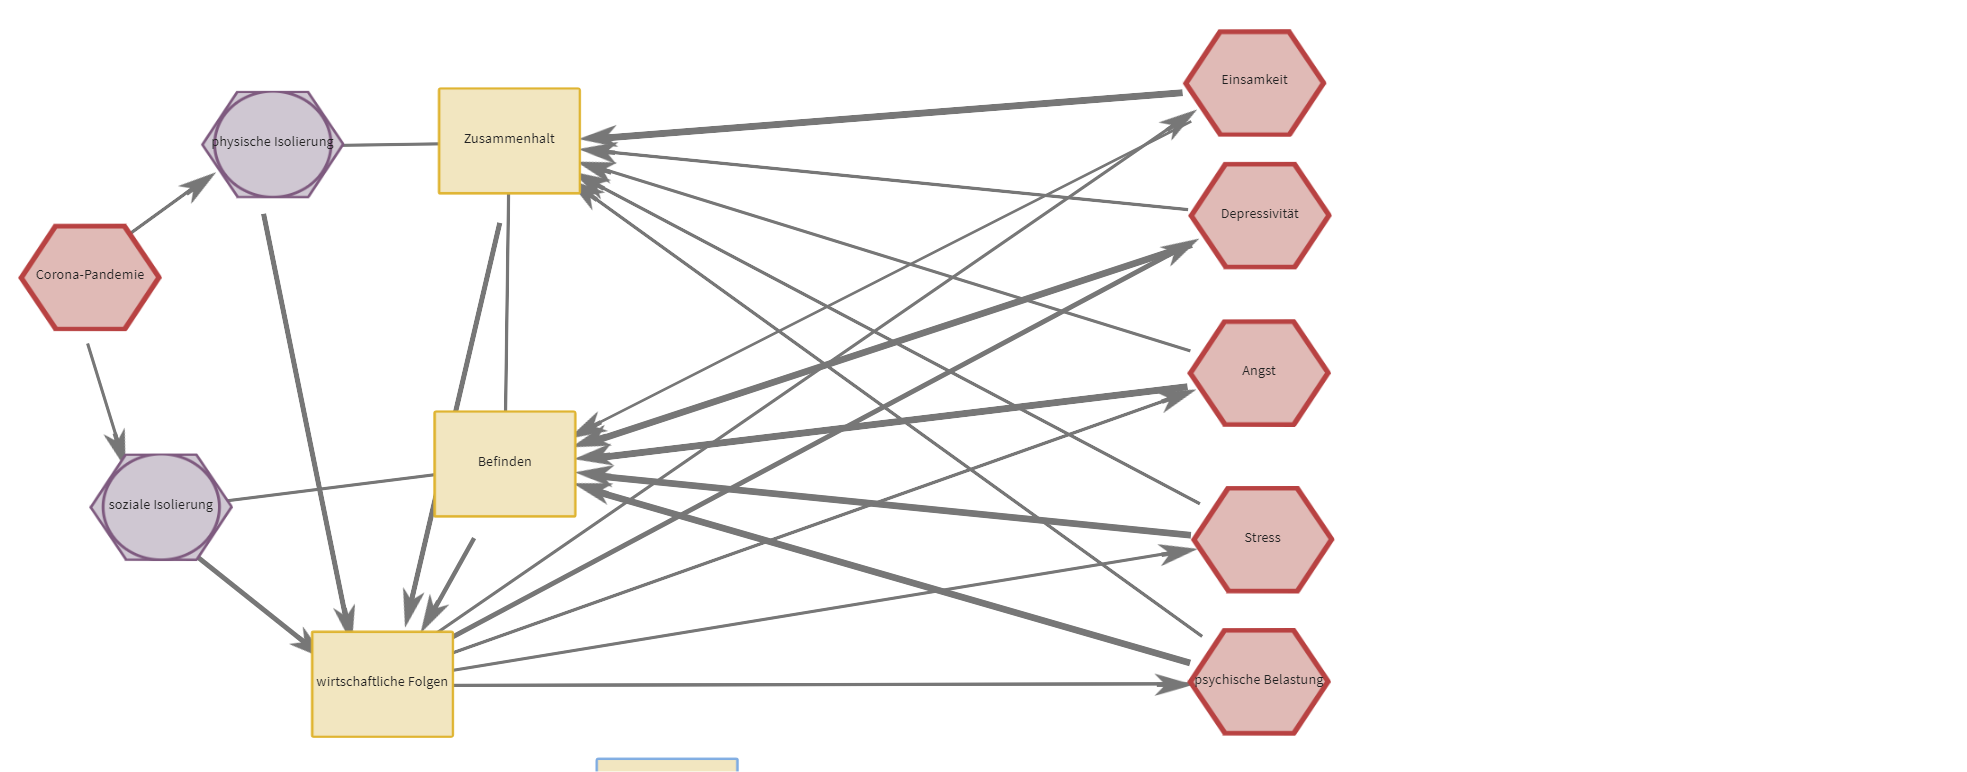 Einsamkeit
physische Isolierung
Zusammenhalt
Depressivität
Corona-Pandemie
Angst
Befinden
soziale Isolierung
Stress
wirtschaftliche Folgen
psychische Belastung